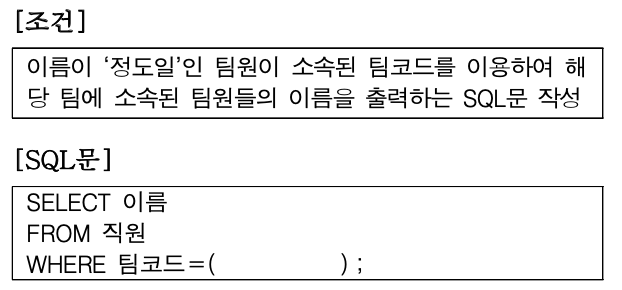 [조건]
이름이 ‘정도일’인 팀원이 소속된 팀코드를 이용하여 해
당 팀에 소속된 팀원들의 이름을 출력하는 SQL문 작성
[SQL문]
SELECT 이름
FROM 직원
WHERE 팀코드=(            );